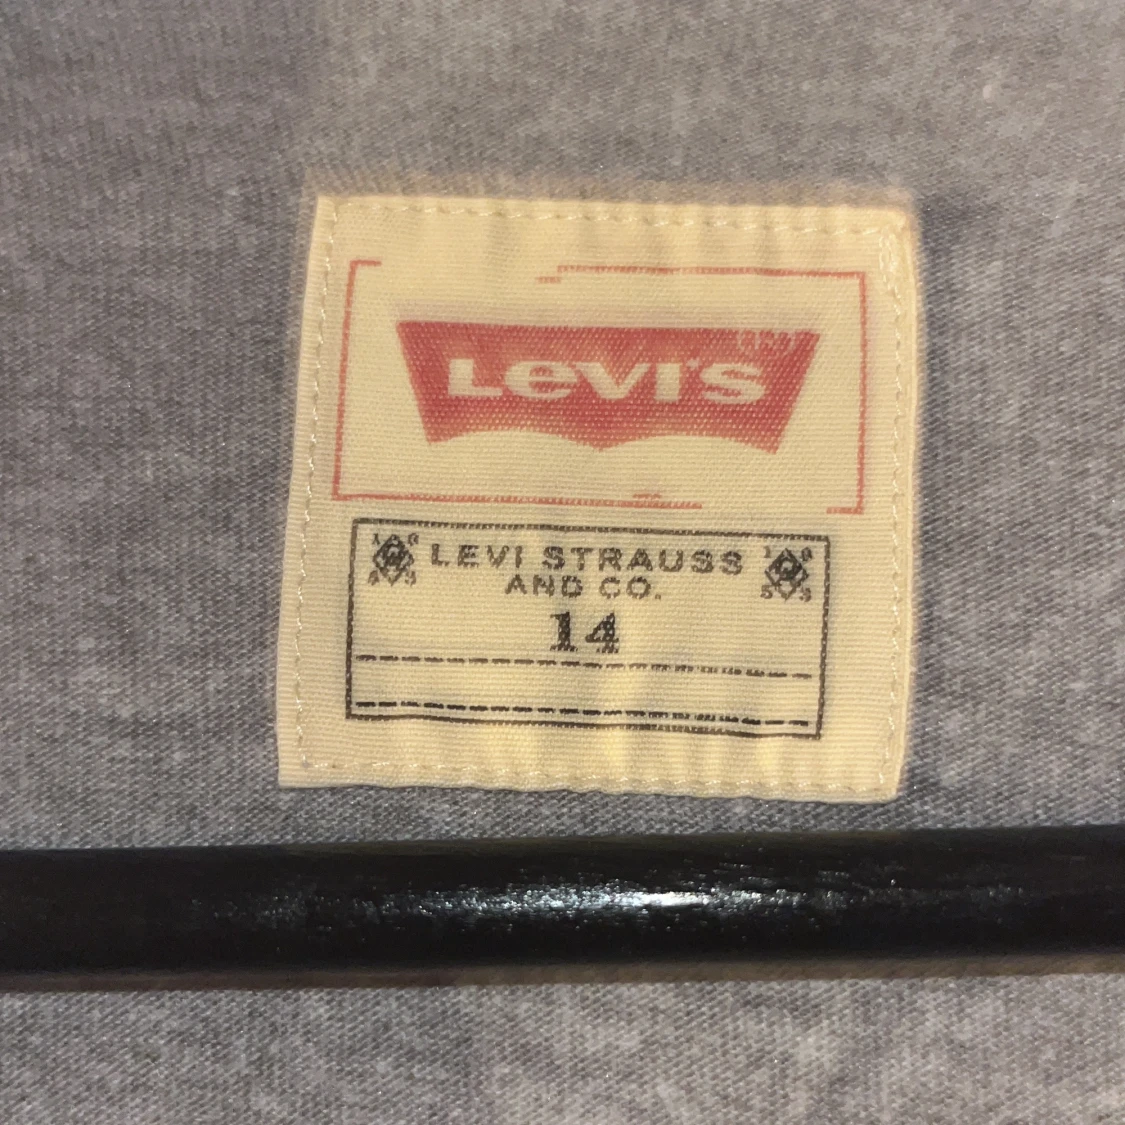 Levi's
LEVI STRAUSS
AND CO.
14